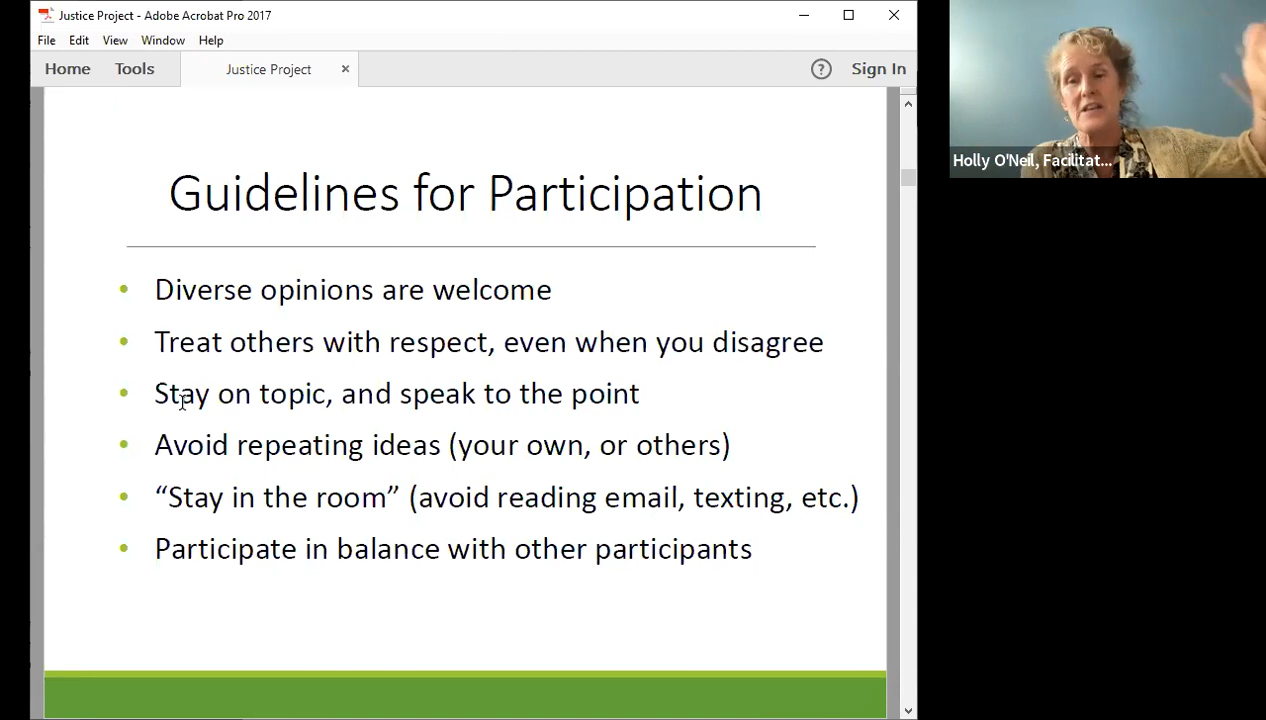 Justice Project - Adobe Acrobat Pro 2017
File Edit View Window Help
Home Tools Justice Project × ? Sign In
Guidelines for Participation
• Diverse opinions are welcome
• Treat others with respect, even when you disagree
• Stay on topic, and speak to the point
• Avoid repeating ideas (your own, or others)
• “Stay in the room” (avoid reading email, texting, etc.)
• Participate in balance with other participants
Holly O'Neil, Facilitat...